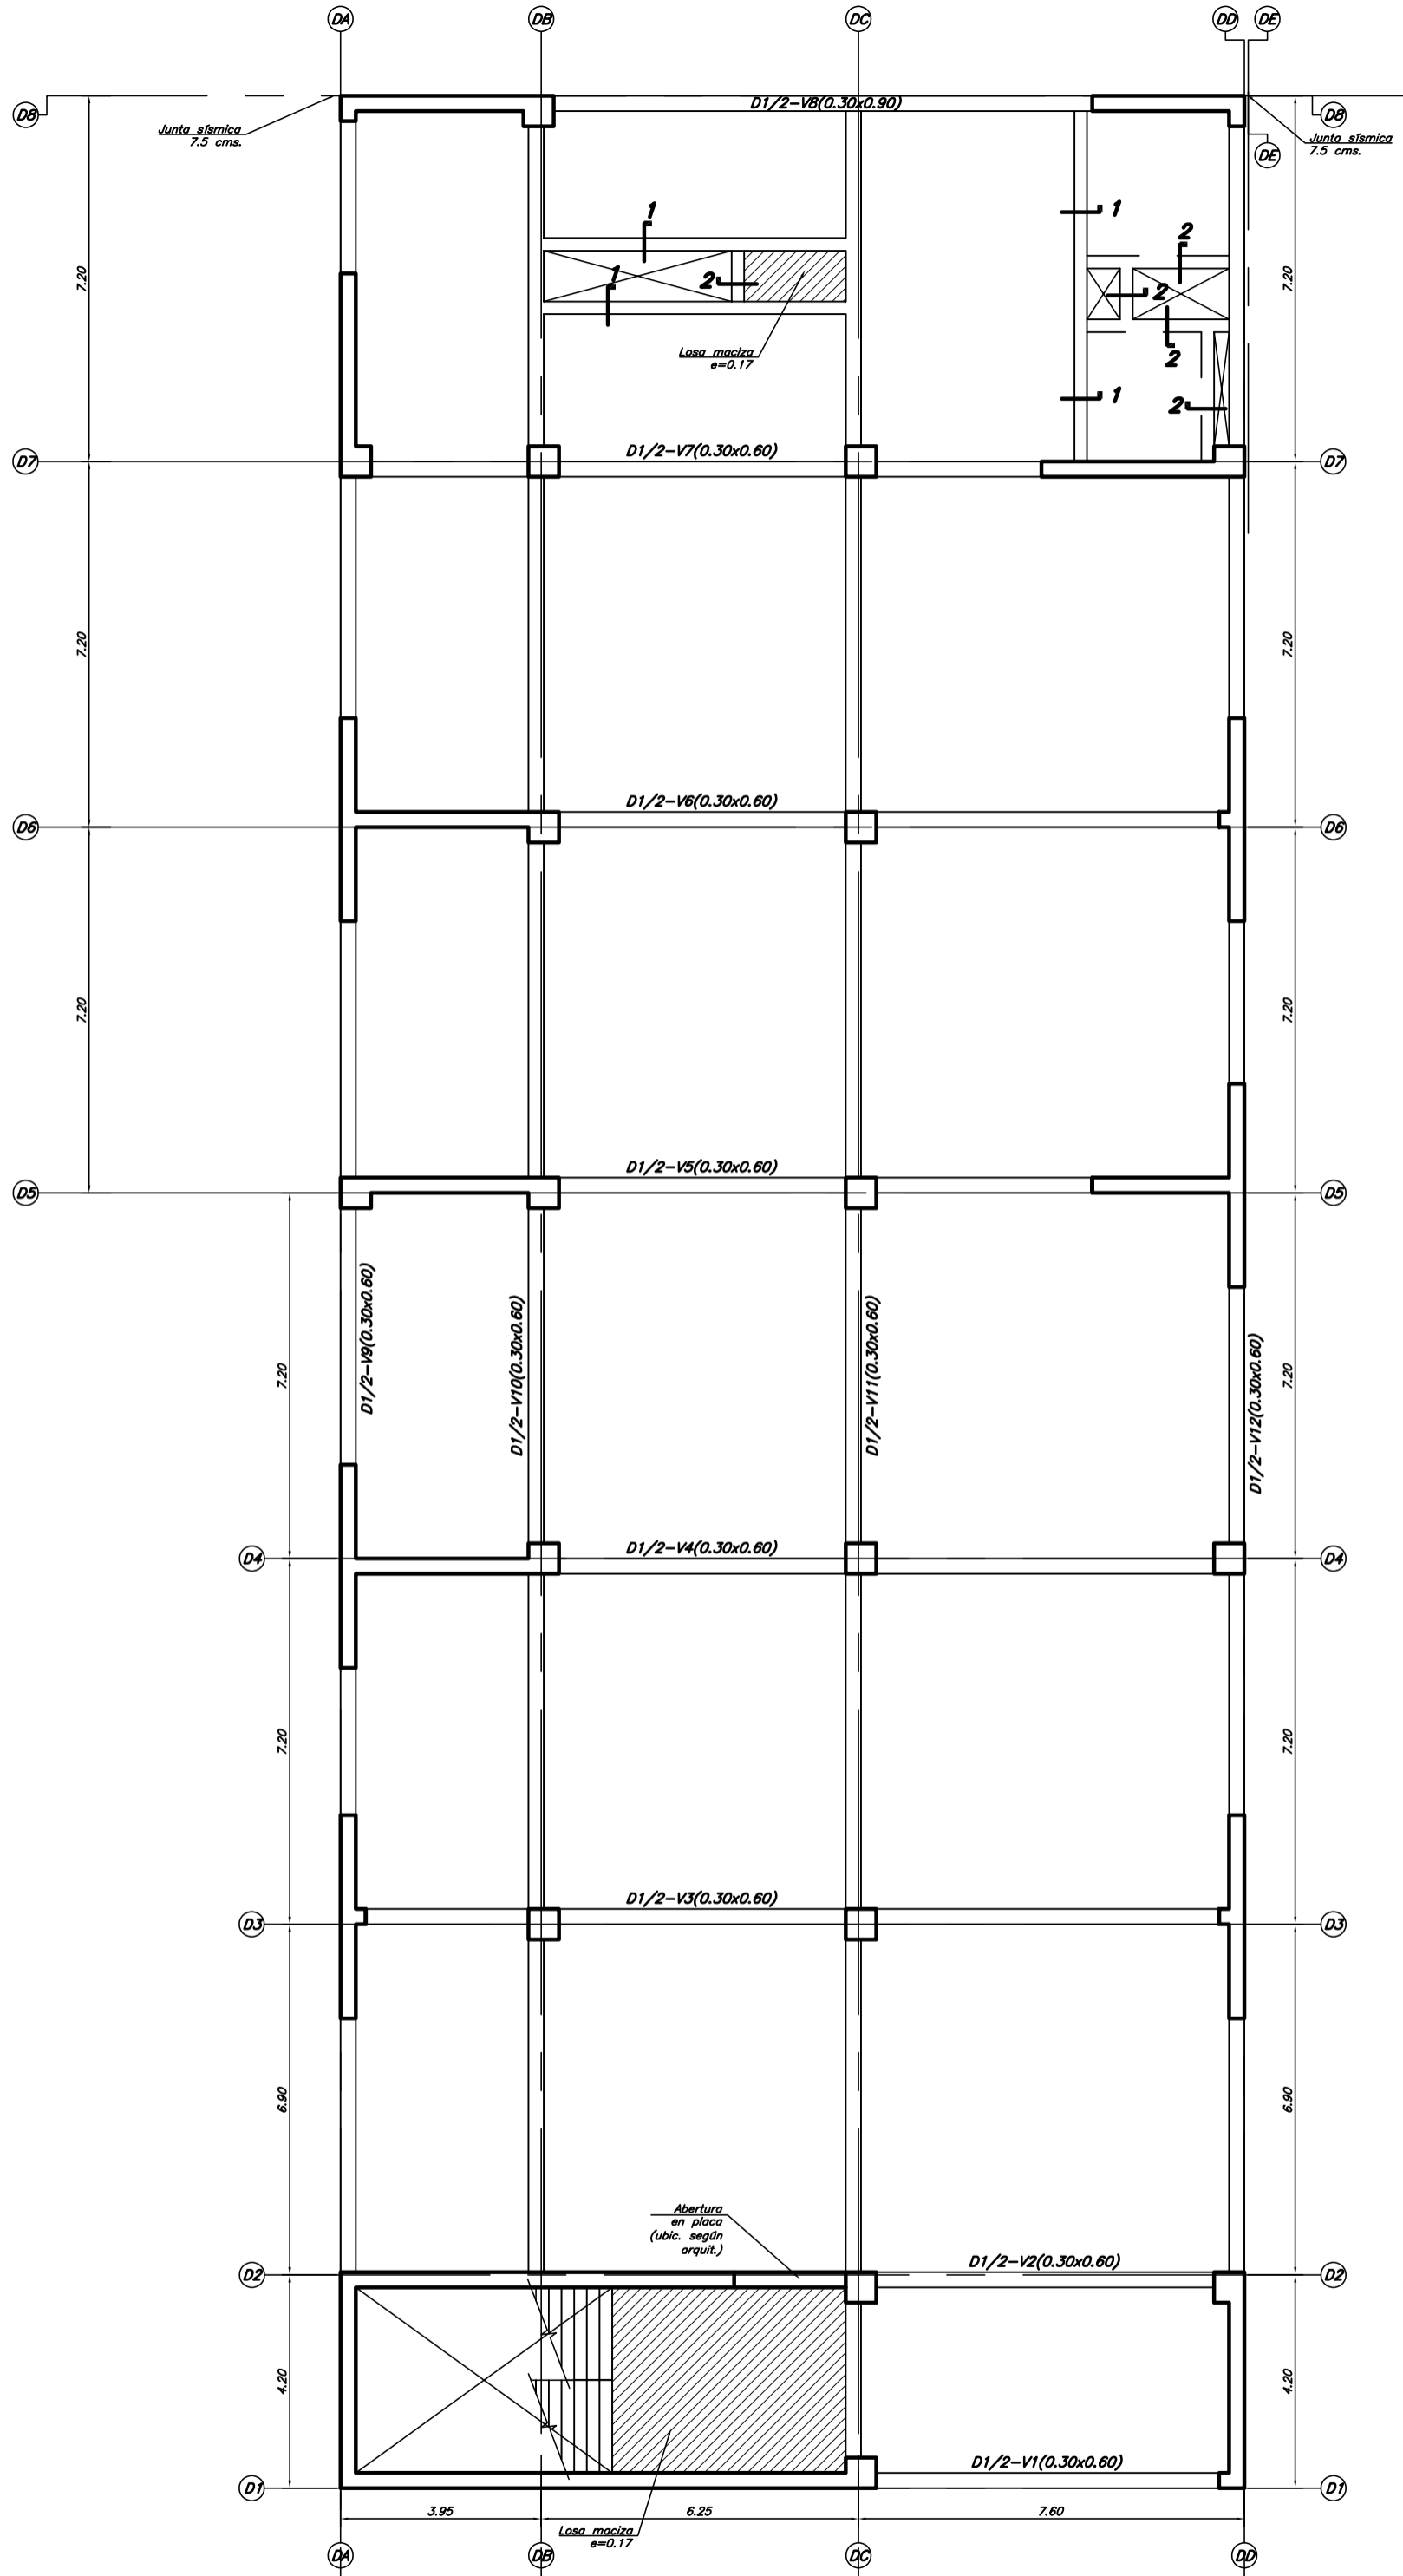 DA
DB
DC
DD
DE
D8
D1/2-V8(0.30x0.90)
D8
Junta sísmica
7.5 cms.
Junta sísmica
7.5 cms.
DE
1
1
2
7.20
1
2
2
7.20
Losa maciza
e=0.17
2
1
2
D7
D1/2-V7(0.30x0.60)
D7
7.20
7.20
D1/2-V6(0.30x0.60)
D6
D6
7.20
7.20
D1/2-V5(0.30x0.60)
D5
D5
D1/2-V9(0.30x0.60)
D1/2-V10(0.30x0.60)
D1/2-V11(0.30x0.60)
D1/2-V12(0.30x0.60)
7.20
7.20
D1/2-V4(0.30x0.60)
D4
D4
7.20
7.20
D1/2-V3(0.30x0.60)
D3
D3
6.90
6.90
Abertura
en placa
(ubic. según
arquit.)
D1/2-V2(0.30x0.60)
D2
D2
4.20
4.20
D1/2-V1(0.30x0.60)
D1
D1
3.95
6.25
7.60
Losa maciza
e=0.17
DA
DB
DC
DD